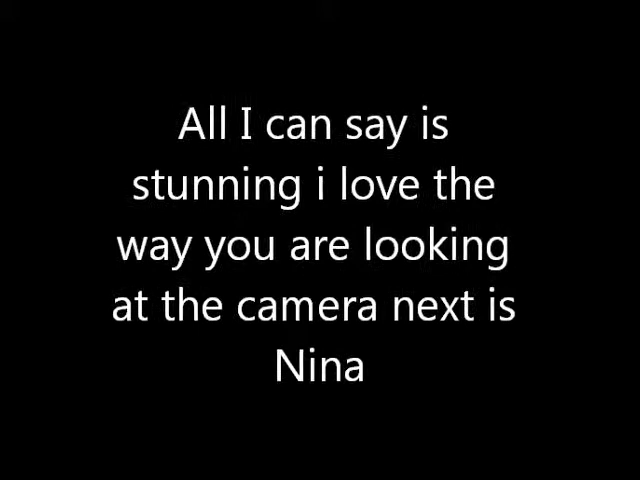 All I can say is
stunning i love the
way you are looking
at the camera next is
Nina